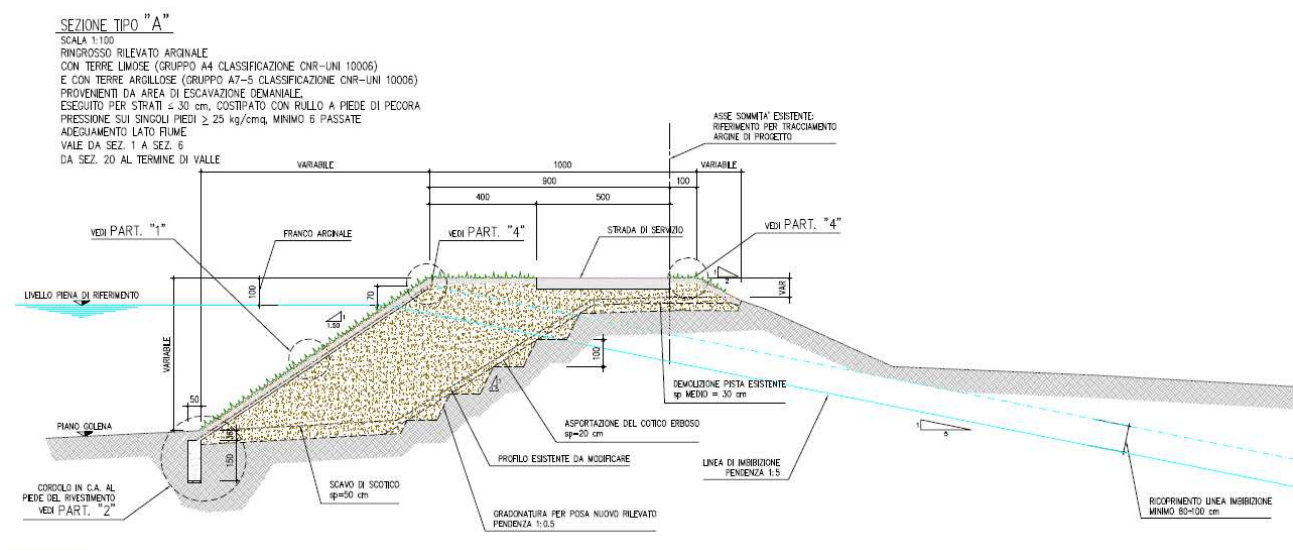 SEZIONE TIPO "A"
SCALA 1:100
RINGROSSO RILEVATO ARGINALE
CON TERRE LIMOSE (GRUPPO A4 CLASSIFICAZIONE CNR-UNI 10006)
E CON TERRE ARGILLOSE (GRUPPO A7-5 CLASSIFICAZIONE CNR-UNI 10006)
PROVENIENTI DA AREA DI ESCAVAZIONE DEMANIALE,
ESEGUITO PER STRATI ≤ 30 cm, COSTIPATO CON RULLO A PIEDE DI PECORA
PRESSIONE SUI SINGOLI PIEDI ≥ 25 kg/cmq, MINIMO 6 PASSATE
ADEGUAMENTO LATO FIUME
VALE DA SEZ. 1 A SEZ. 6
DA SEZ. 20 AL TERMINE DI VALLE
ASSE SOMMITA' ESISTENTE:
RIFERIMENTO PER TRACCIAMENTO
ARGINE DI PROGETTO
VARIABILE
1000
VARIABILE
900
100
400
500
VEDI PART. "1"
FRANCO ARGINALE
VEDI PART. "4"
STRADA DI SERVIZIO
VEDI PART. "4"
LIVELLO PIENA DI RIFERIMENTO
100
70
1
VAR
VARIABILE
1
1.50
100
50
DEMOLIZIONE PISTA ESISTENTE
sp MEDIO = 30 cm
PIANO GOLENA
ASPORTAZIONE DEL COTICO ERBOSO
sp=20 cm
1
5
150
PROFILO ESISTENTE DA MODIFICARE
LINEA DI IMBIBIZIONE
PENDENZA 1:5
CORDOLO IN C.A. AL
PIEDE DEL RIVESTIMENTO
VEDI PART. "2"
SCAVO DI SCOTICO
sp=50 cm
GRADONATURA PER POSA NUOVO RILEVATO
PENDENZA 1:0.5
RICOPRIMENTO LINEA IMBIBIZIONE
MINIMO 80-100 cm